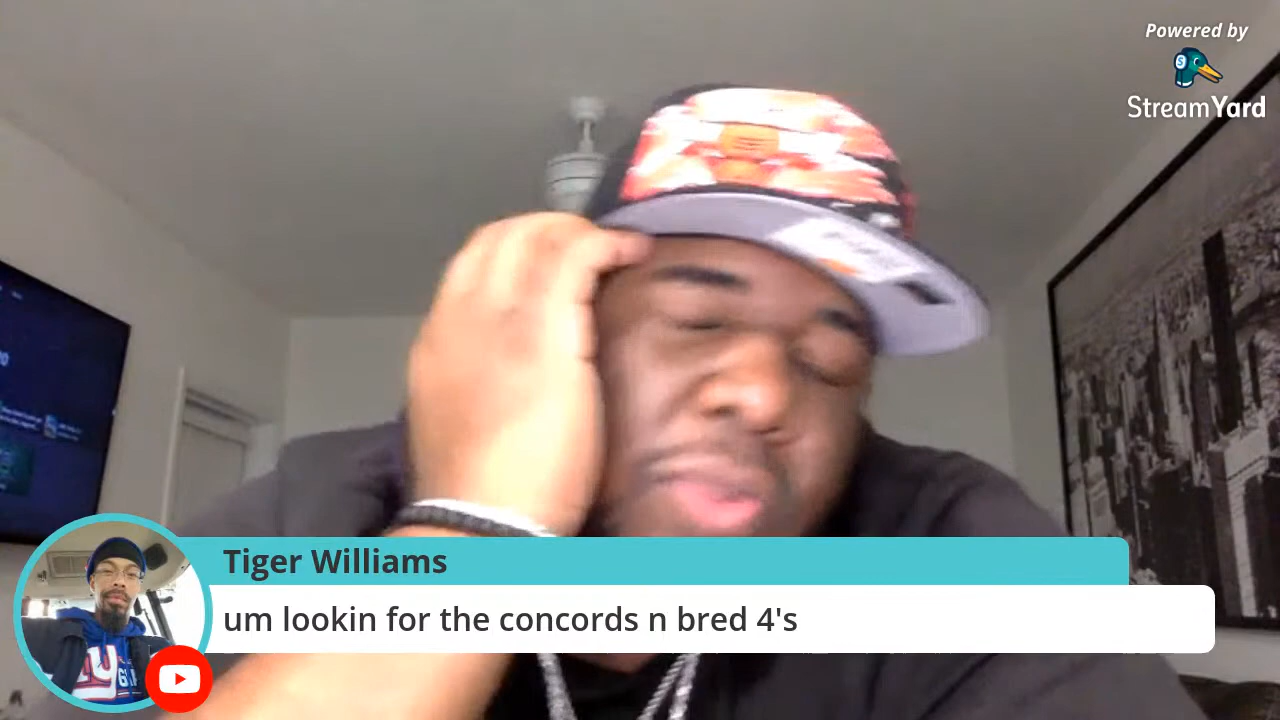 Powered by
StreamYard
Tiger Williams
um lookin for the concords n bred 4's